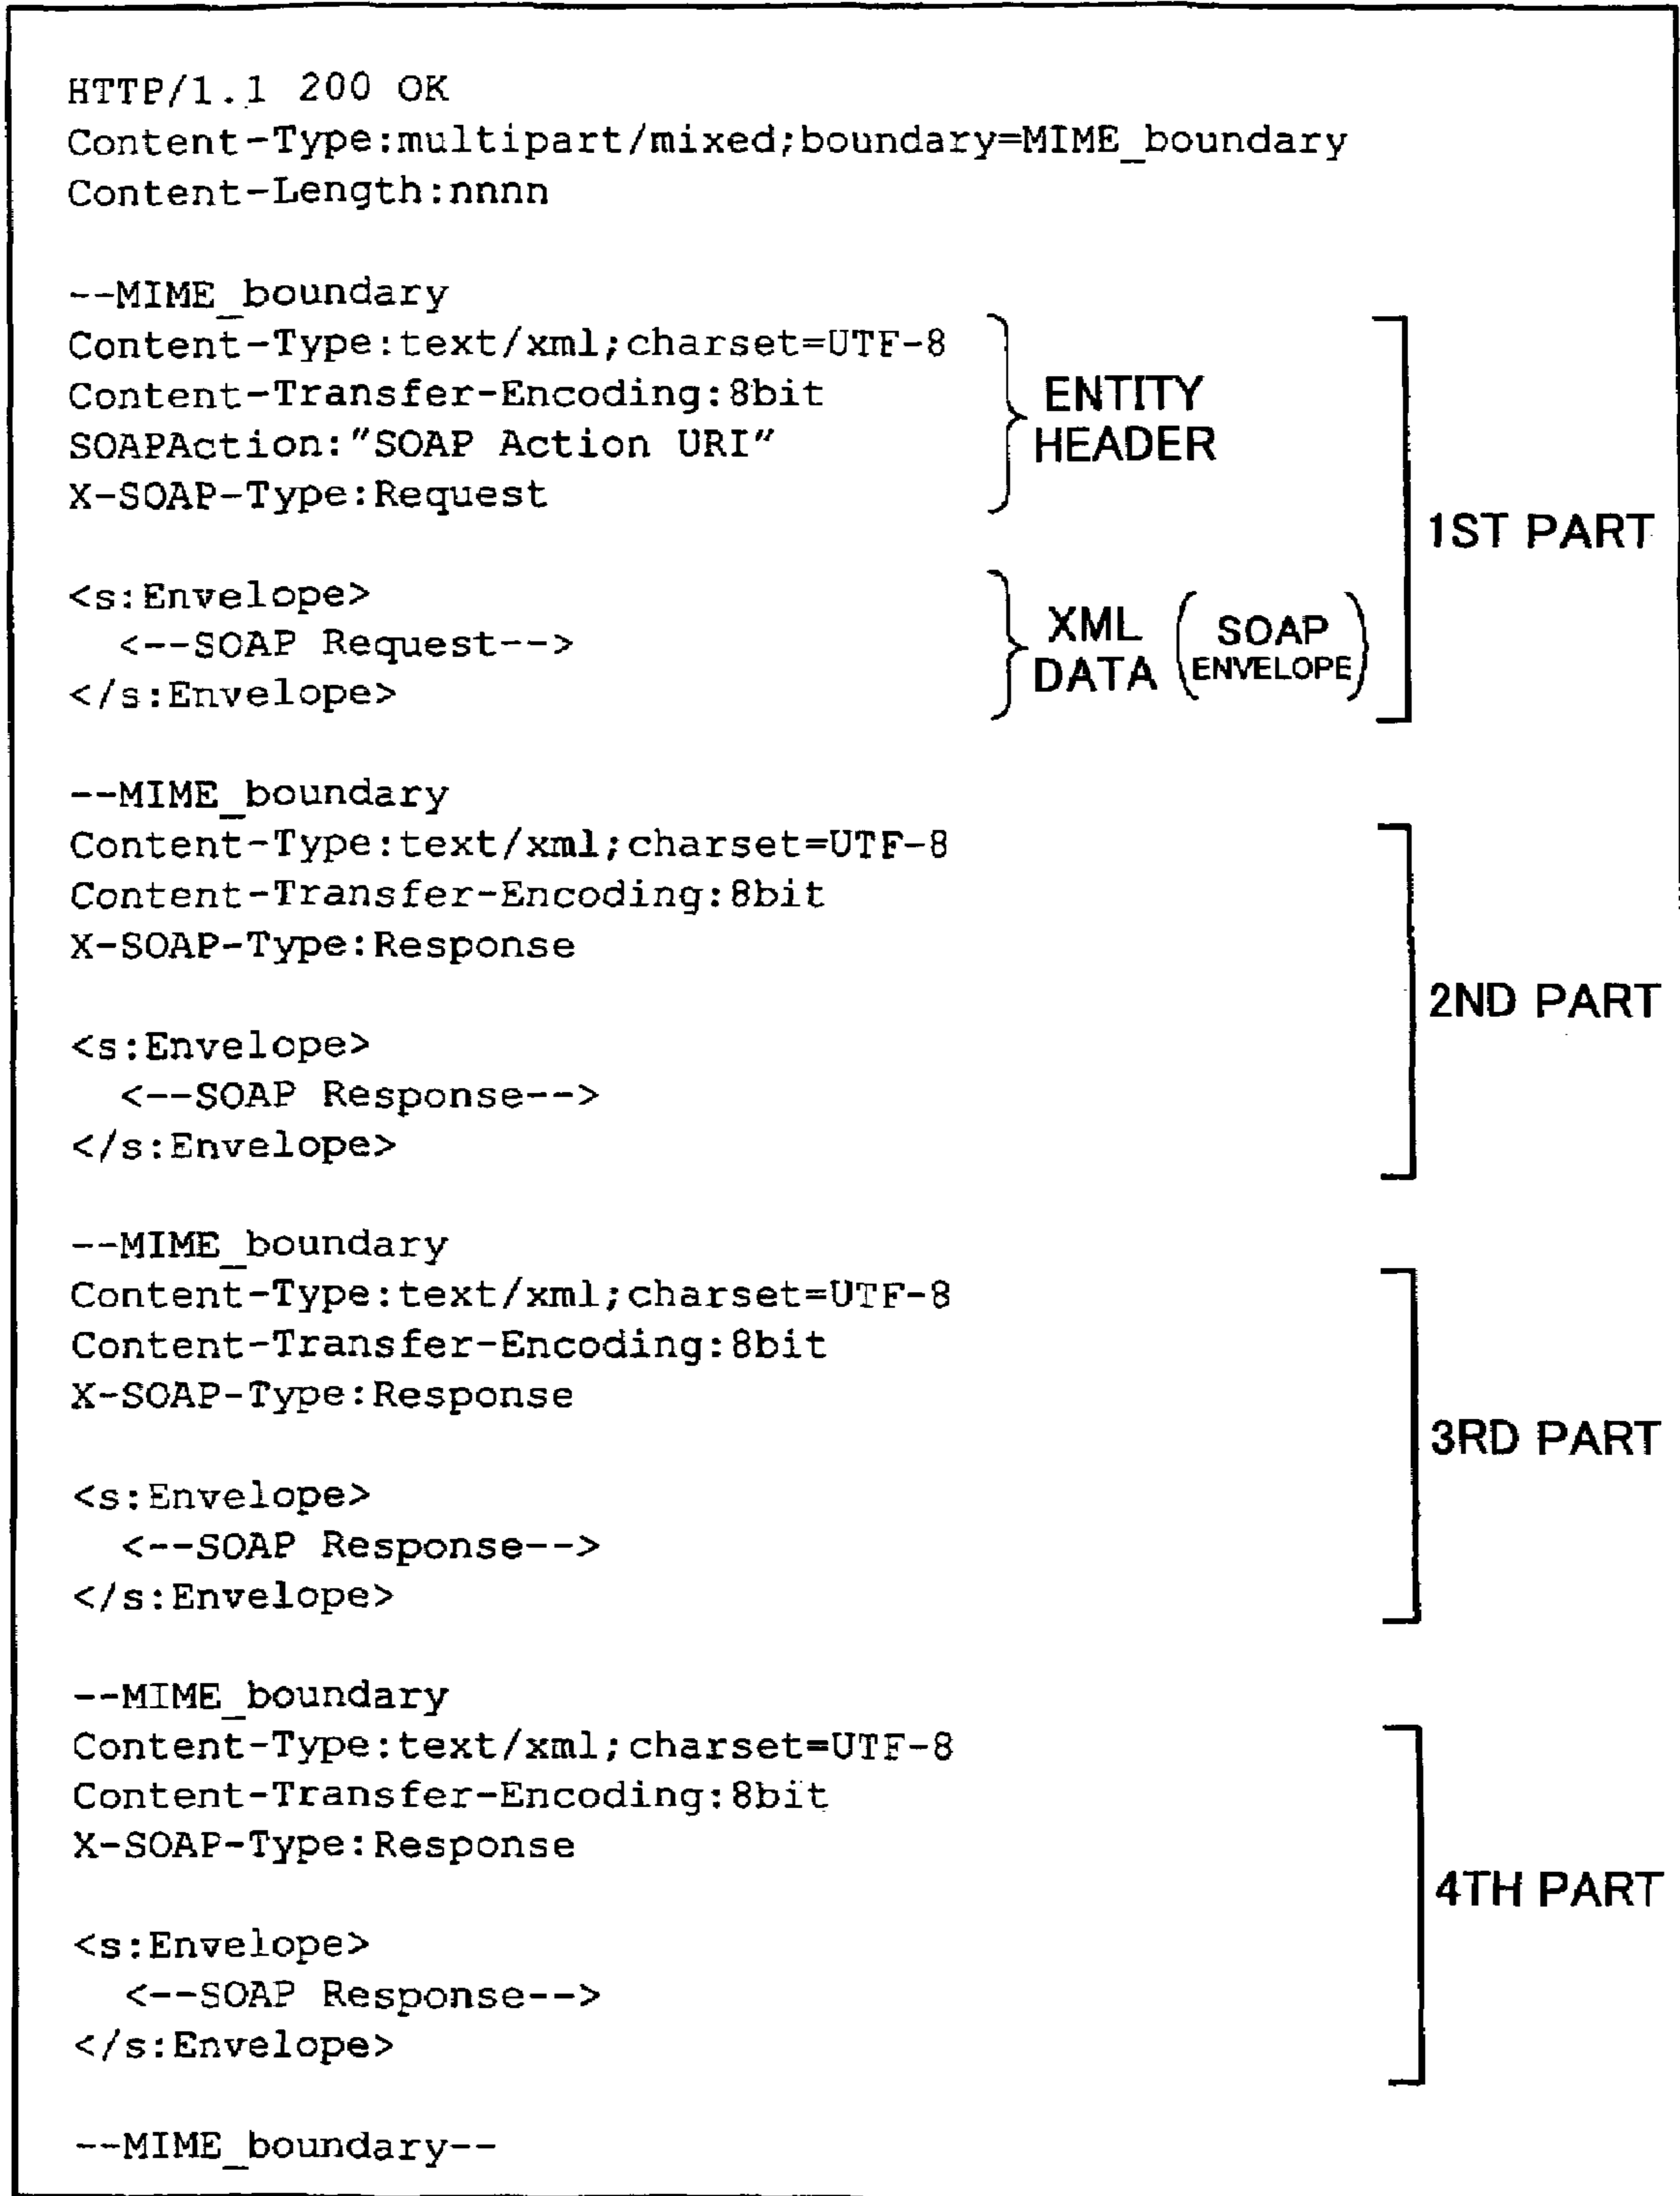 HTTP/1.1 200 OK
Content-Type:multipart/mixed;boundary=MIME_boundary
Content-Length:nnnn
--MIME_boundary
Content-Type:text/xml;charset=UTF-8
Content-Transfer-Encoding:8bit
SOAPAction:"SOAP Action URI"
X-SOAP-Type:Request
ENTITY
HEADER
<s:Envelope>
<--SOAP Request-->
</s:Envelope>
XML
DATA
SOAP
ENVELOPE
1ST PART
--MIME_boundary
Content-Type:text/xml;charset=UTF-8
Content-Transfer-Encoding:8bit
X-SOAP-Type:Response
<s:Envelope>
<--SOAP Response-->
</s:Envelope>
2ND PART
--MIME_boundary
Content-Type:text/xml;charset=UTF-8
Content-Transfer-Encoding:8bit
X-SOAP-Type:Response
<s:Envelope>
<--SOAP Response-->
</s:Envelope>
3RD PART
--MIME_boundary
Content-Type:text/xml;charset=UTF-8
Content-Transfer-Encoding:8bit
X-SOAP-Type:Response
<s:Envelope>
<--SOAP Response-->
</s:Envelope>
4TH PART
--MIME_boundary--